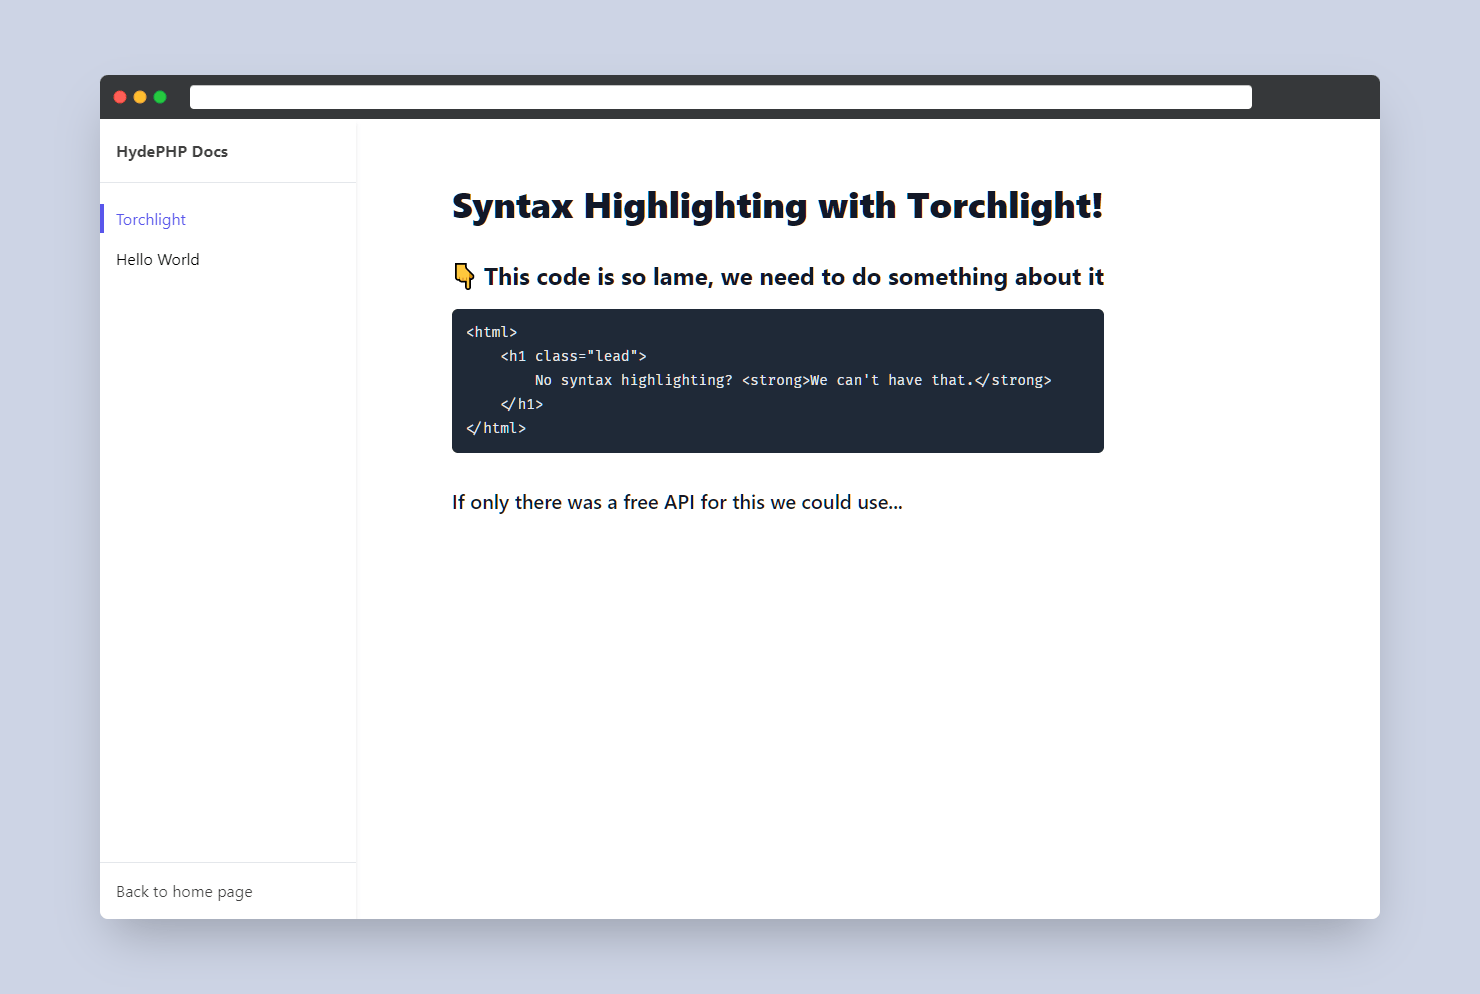 HydePHP Docs
Torchlight
Hello World
Back to home page
Syntax Highlighting with Torchlight!
👇 This code is so lame, we need to do something about it
<html>
    <h1 class="lead">
        No syntax highlighting? <strong>We can't have that.</strong>
    </h1>
</html>
If only there was a free API for this we could use...